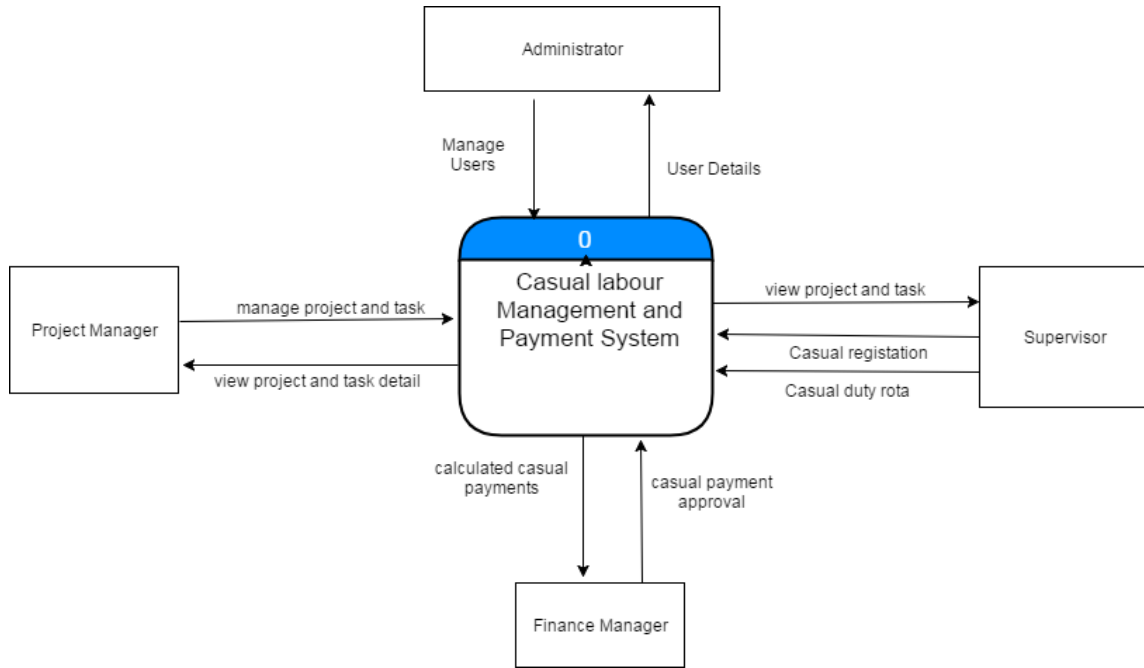 Administrator
Manage
Users
User Details
0
Casual labour
Management and
Payment System
Project Manager
manage project and task
view project and task detail
view project and task
Casual registation
Casual duty rota
Supervisor
calculated casual
payments
casual payment
approval
Finance Manager